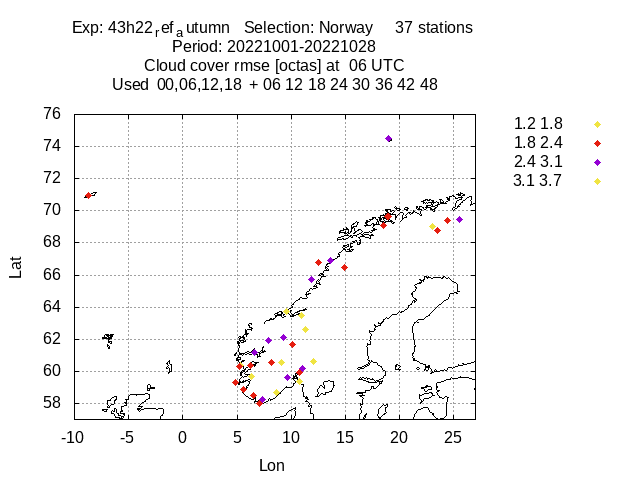 Exp: 43h22ref_autumn Selection: Norway 37 stations
Period: 20221001-20221028
Cloud cover rmse [octas] at 06 UTC
Used 00,06,12,18 + 06 12 18 24 30 36 42 48
76
74
72
70
68
66
64
62
60
58
-10 -5 0 5 10 15 20 25
Lat
Lon
1.2 1.8
1.8 2.4
2.4 3.1
3.1 3.7